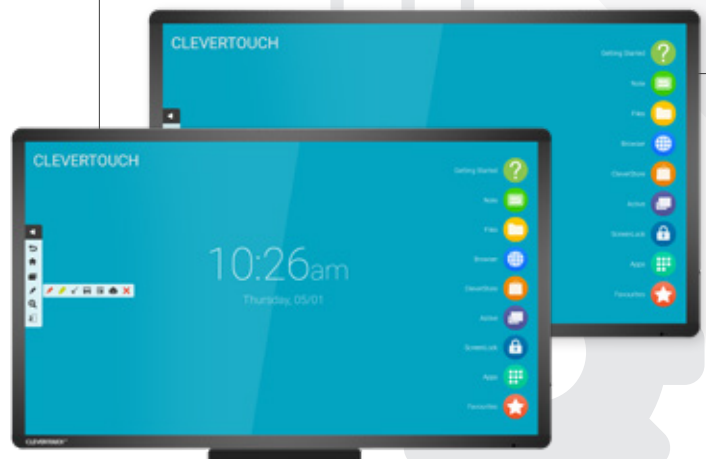 CLEVERTOUCH
Getting Started
Note
Files
Browser
CleverStore
Active
ScreenLock
Apps
Favourites
CLEVERTOUCH
Getting Started
Note
Files
Browser
CleverStore
Active
ScreenLock
Apps
Favourites
10:26am
Thursday, 05/01
CLEVERTOUCH